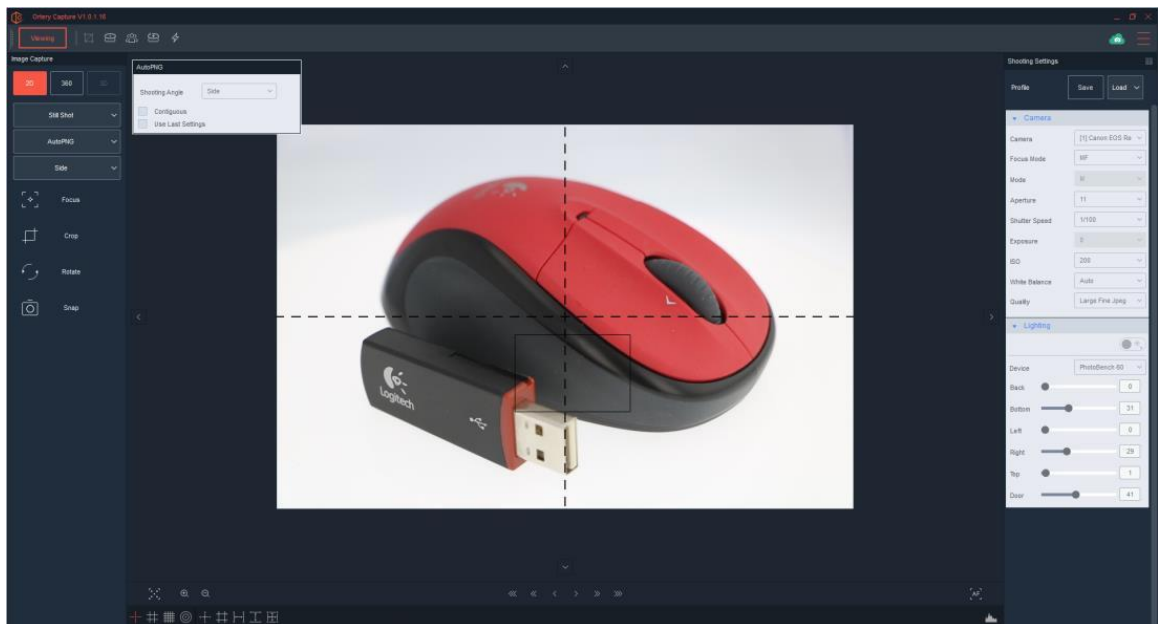 Ortery Capture V1.0.1.16
Viewing
Image Capture
2D
360
3D
Still Shot
AutoPNG
Side
Focus
Crop
Rotate
Snap
AutoPNG
Shooting Angle
Side
Contiguous
Use Last Settings
Logitech
AF
Shooting Settings
Profile
Save
Load
Camera
Camera
[1] Canon EOS Re
Focus Mode
MF
Mode
M
Aperture
11
Shutter Speed
1/100
Exposure
0
ISO
200
White Balance
Auto
Quality
Large Fine Jpeg
Lighting
Device
PhotoBench 60
Back
0
Bottom
31
Left
0
Right
29
Top
1
Door
41